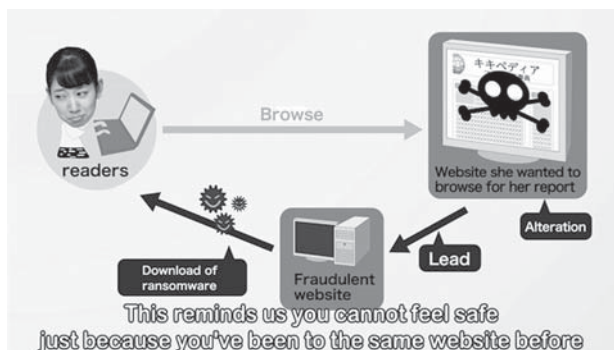 Browse
キキペディア
readers
Website she wanted to
browse for her report
Alteration
Lead
Download of
ransomware
Fraudulent
website
This reminds us you cannot feel safe
just because you've been to the same website before